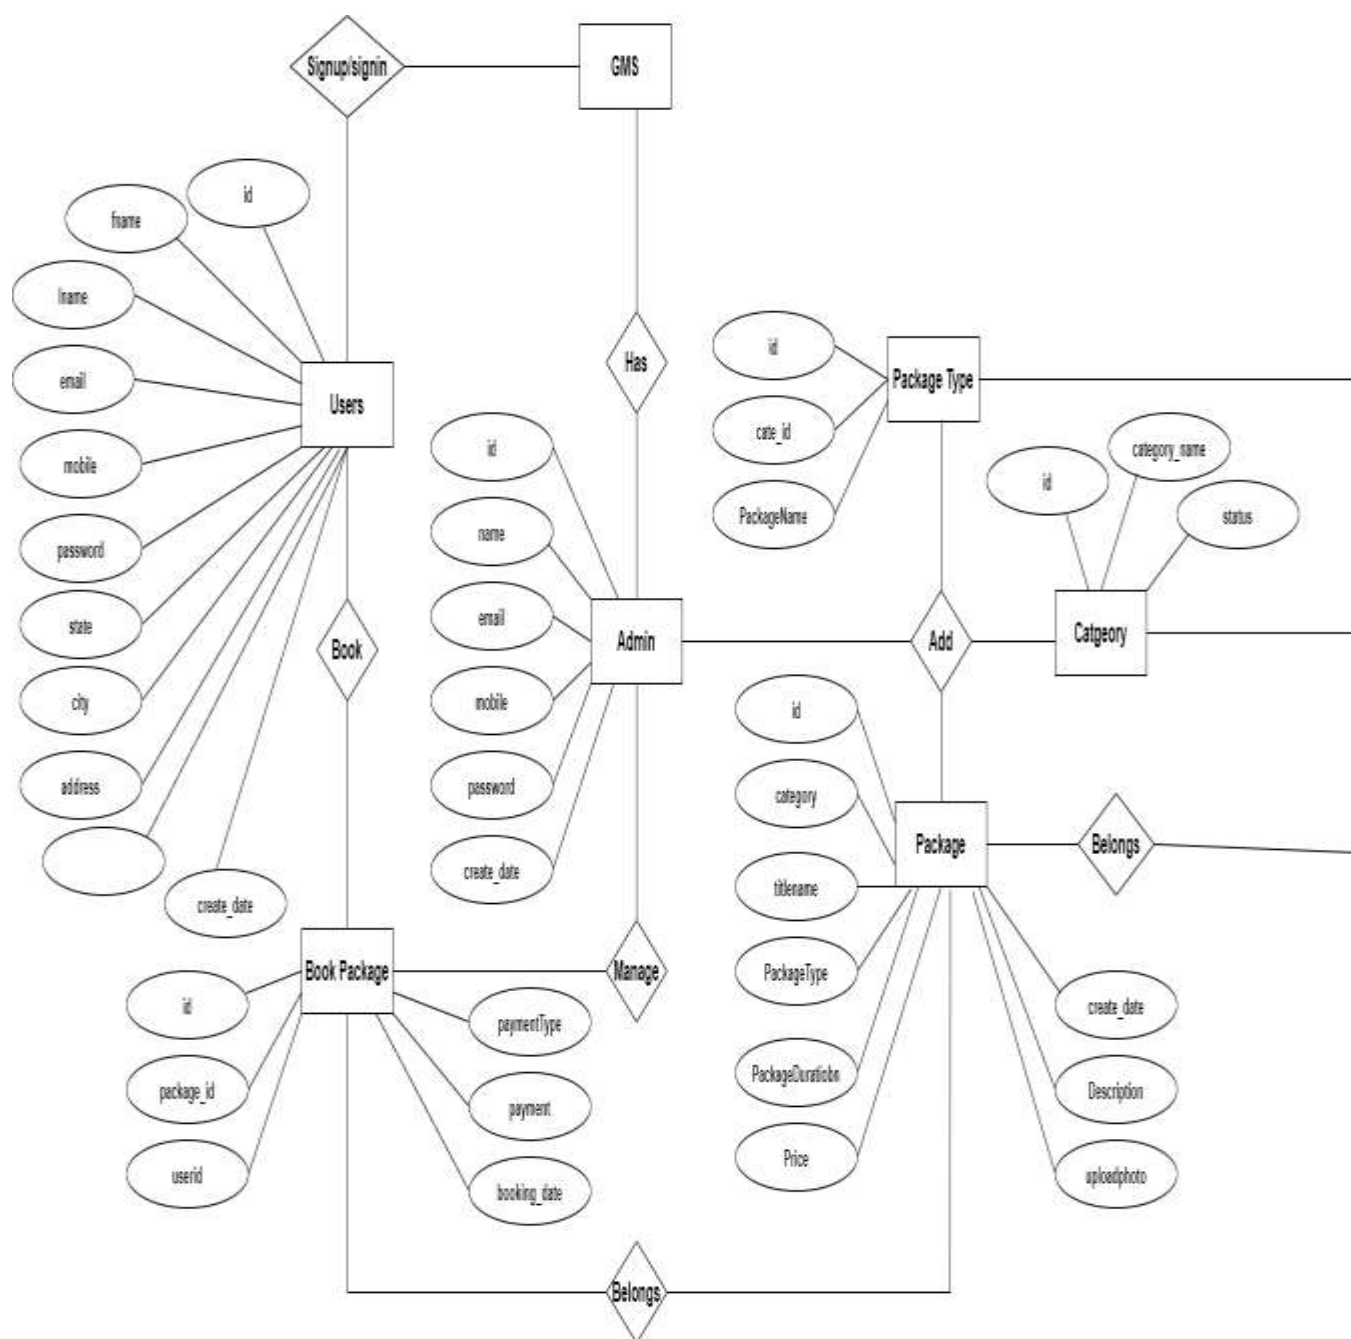 Signup/signin
GMS
id
fname
lname
email
Users
mobile
password
state
city
address
create_date
Has
id
Package Type
cate_id
PackageName
category_name
id
status
id
name
email
Admin
mobile
password
create_date
Book
Add
Catgeory
id
category
Package
Belongs
titlename
PackageType
PackageDuratiobn
Price
create_date
Description
uploadphoto
Book Package
Manage
id
package_id
userid
paymentType
payment
booking_date
Belongs